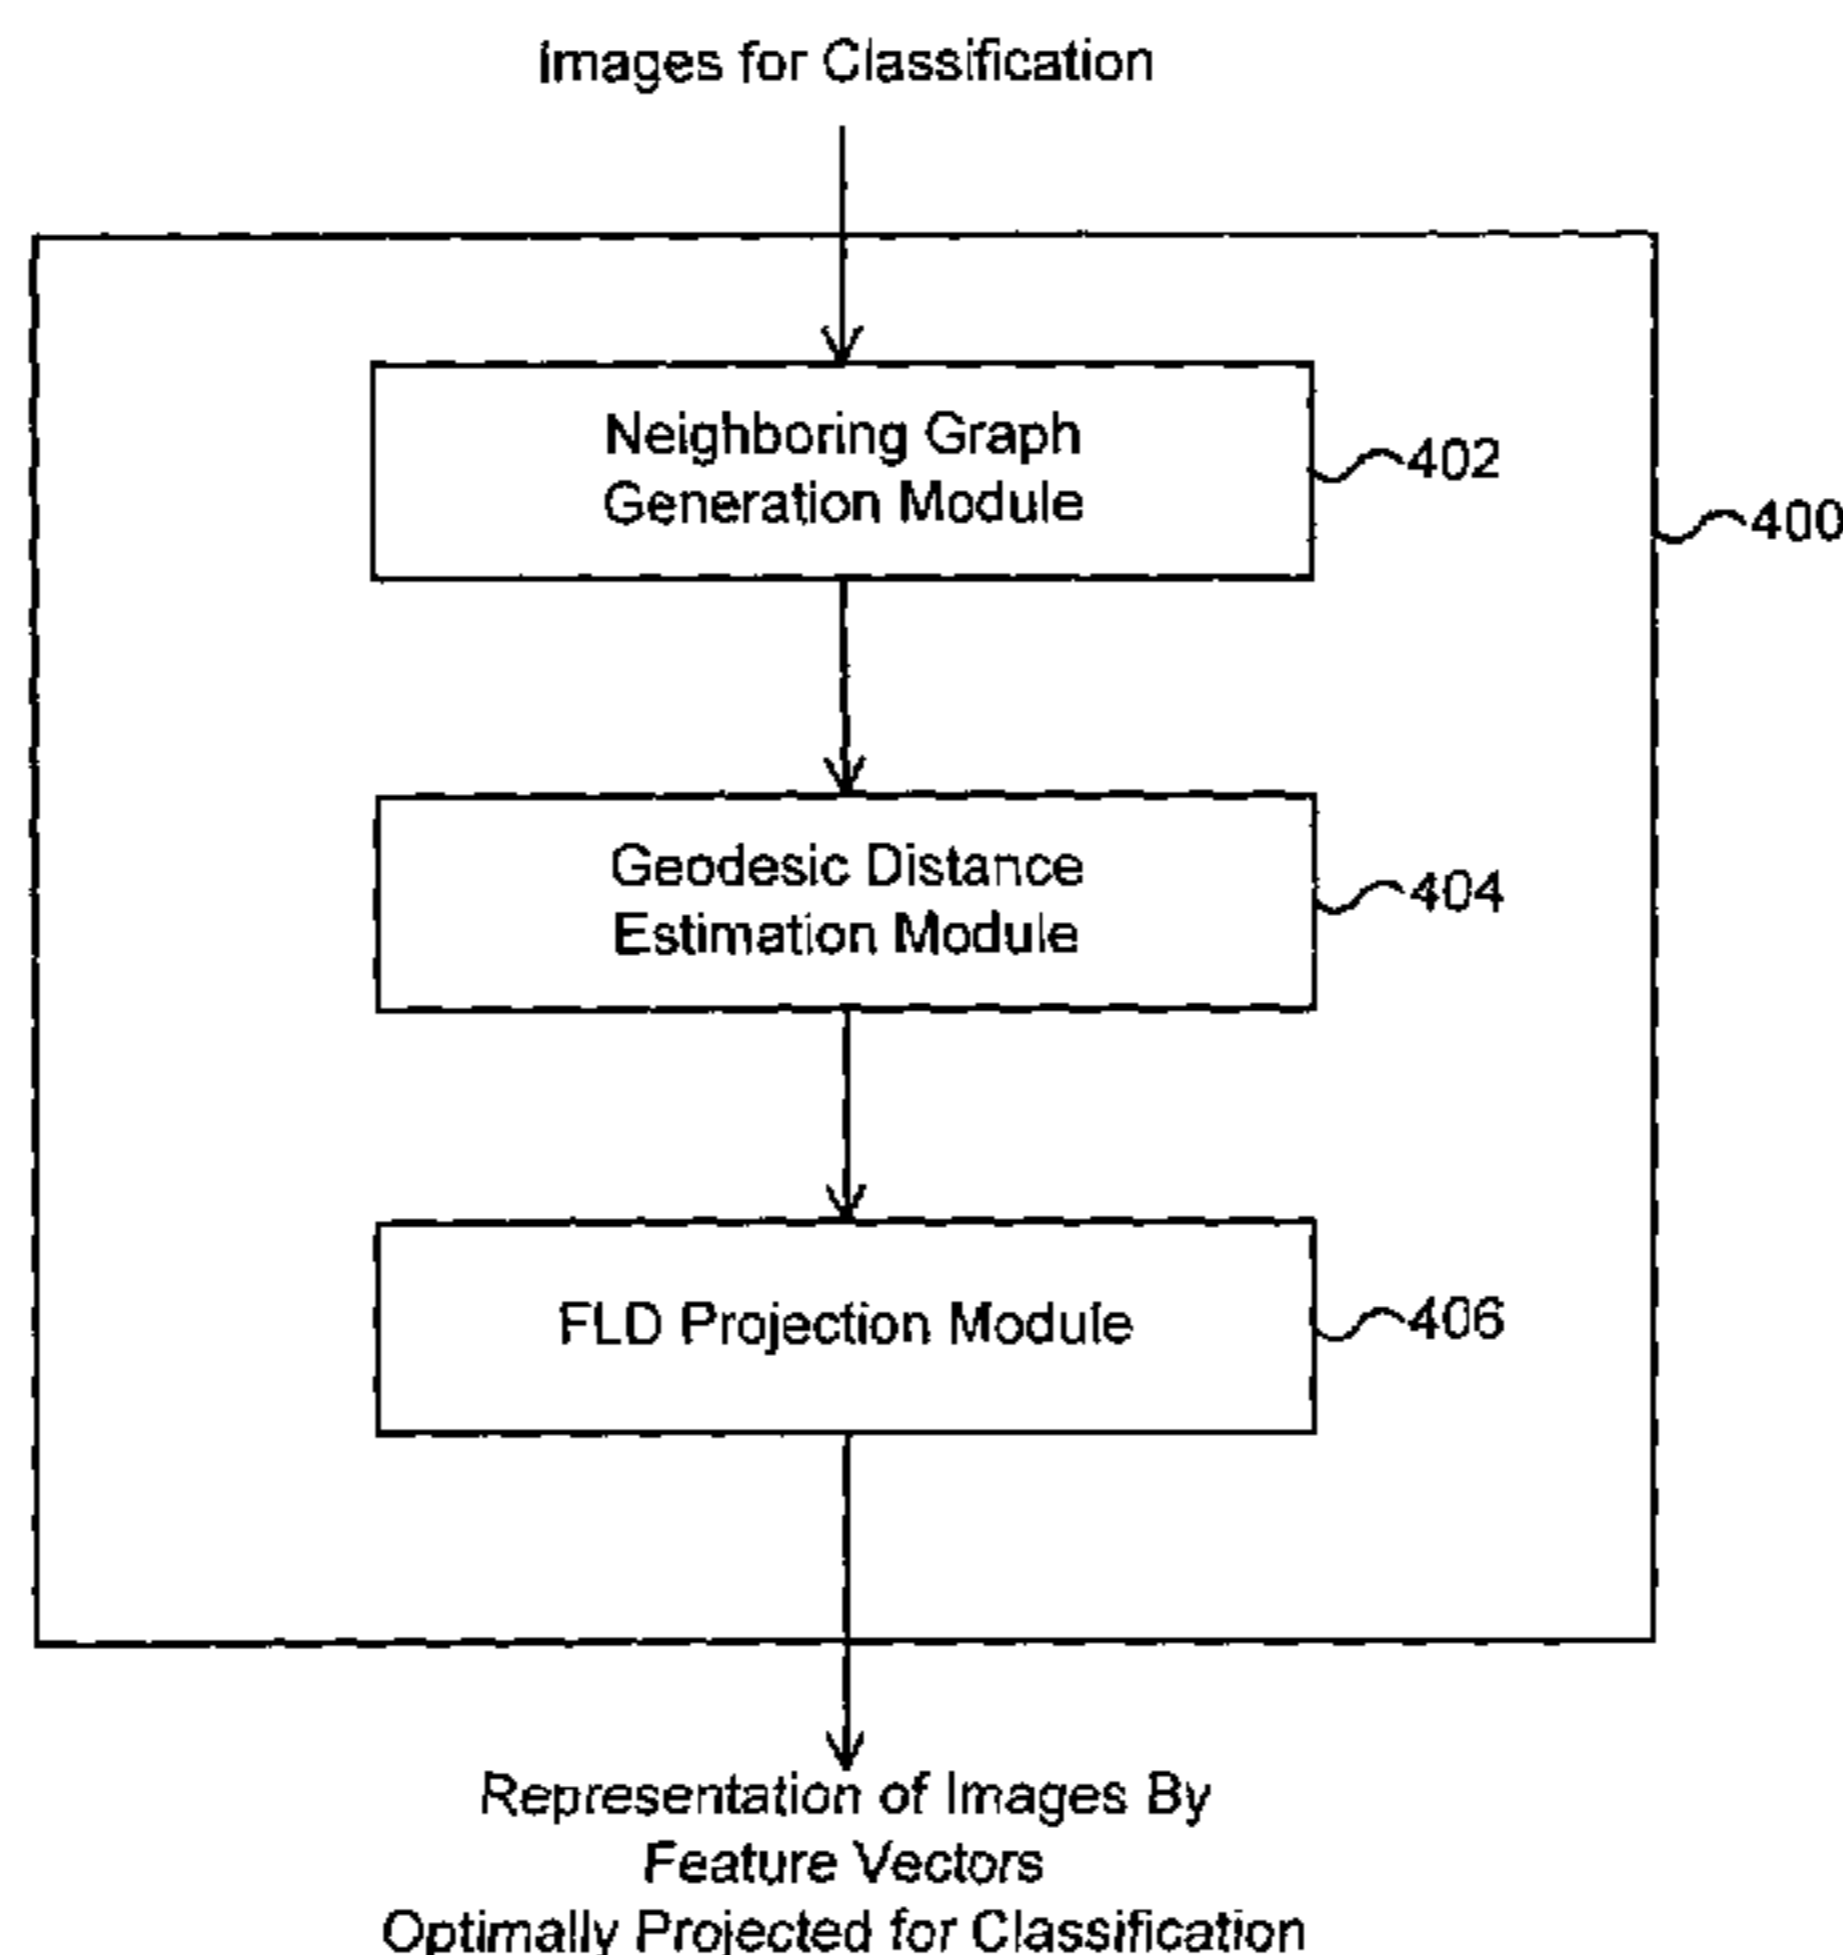 Images for Classification
Neighboring Graph
Generation Module
402
400
Geodesic Distance
Estimation Module
404
FLD Projection Module
406
Representation of Images By
Feature Vectors
Optimally Projected for Classification